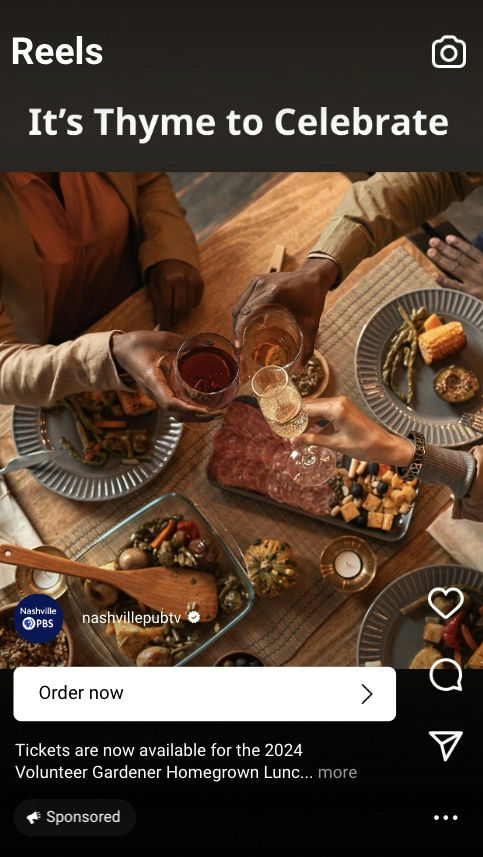 Reels
It's Thyme to Celebrate
Nashville
PBS
nashvillepubtv
Order now
Tickets are now available for the 2024
Volunteer Gardener Homegrown Lunc... more
Sponsored